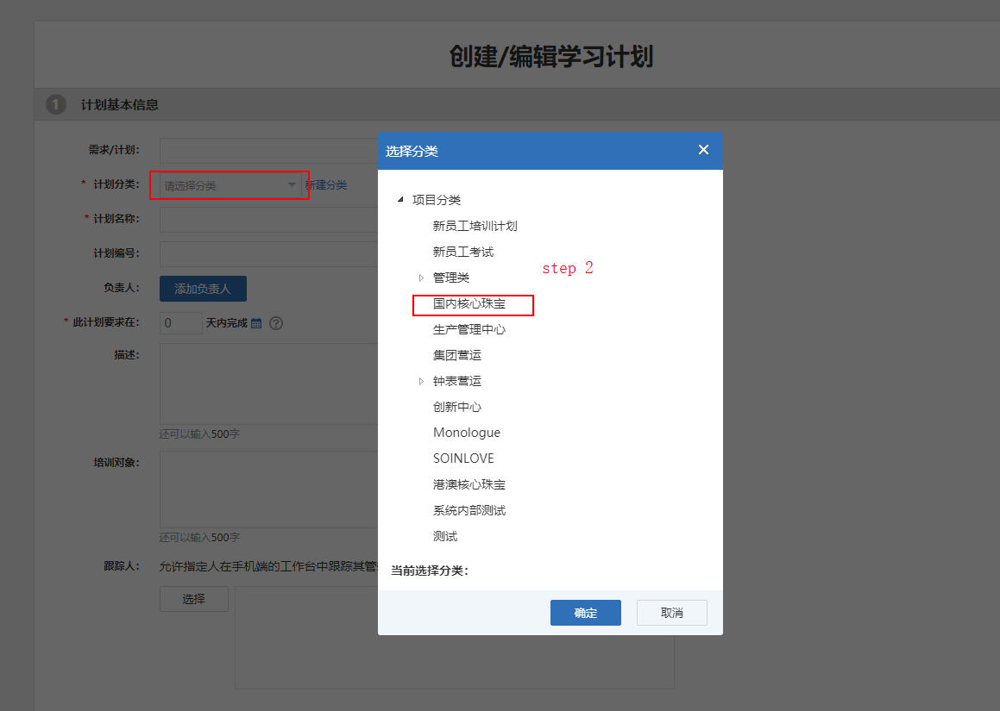 创建/编辑学习计划
1 计划基本信息
需求/计划：
* 计划分类： 请选择分类 新建分类
* 计划名称：
计划编号：
负责人： 添加负责人
* 此计划要求在： 0 天内完成 ?
描述：
还可以输入500字
培训对象：
还可以输入500字
跟踪人： 允许指定人在手机端的工作台中跟踪其管
选择
选择分类
项目分类
新员工培训计划
新员工考试
step 2
管理类
国内核心珠宝
生产管理中心
集团营运
钟表营运
创新中心
Monologue
SOINLOVE
港澳核心珠宝
系统内部测试
测试
当前选择分类：
确定 取消